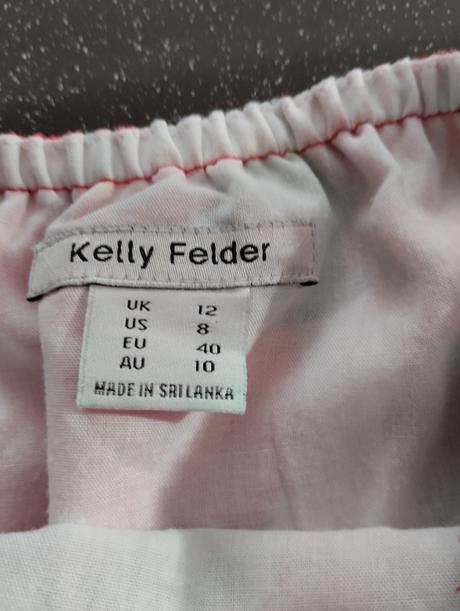 Kelly Felder
UK 12
US 8
EU 40
AU 10
MADE IN SRI LANKA